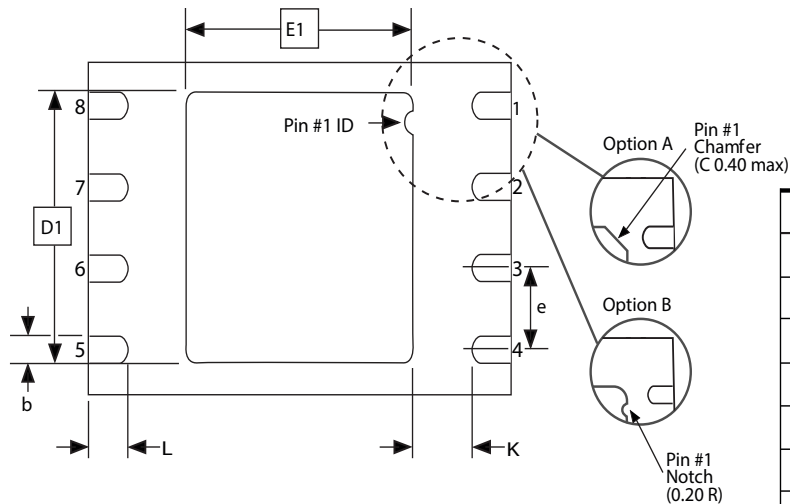 E1
8
1
Pin #1 ID
Option A
Pin #1
Chamfer
(C 0.40 max)
7
2
D1
6
3
e
Option B
5
4
b
L
K
Pin #1
Notch
(0.20 R)